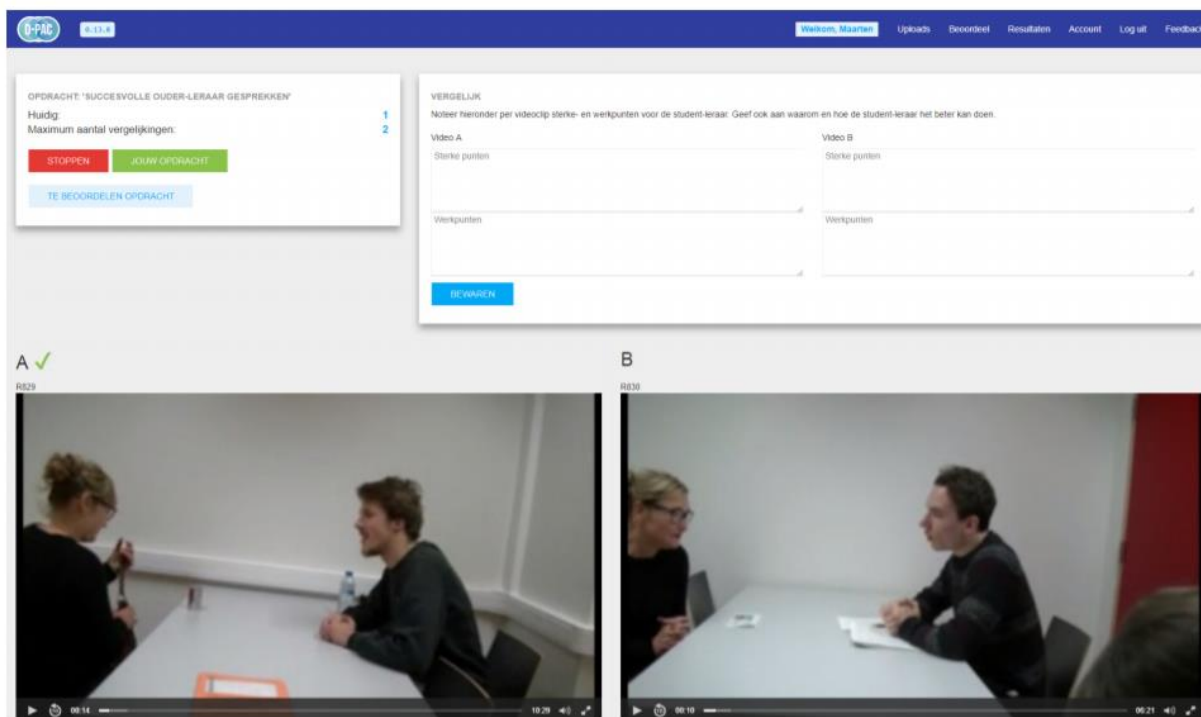 D-PAC
0.13.0
Welkom, Maarten
Uploads
Beoordeel
Resultaten
Account
Log uit
Feedback
OPDRACHT: 'SUCCESVOLLE OUDER-LERAAR GESPREKKEN'
Huidig: 1
Maximum aantal vergelijkingen: 2
STOPPEN
JOUW OPDRACHT
TE BEOORDELEN OPDRACHT
VERGELIJK
Noteer hieronder per videoclip sterke- en werkpunten voor de student-leraar. Geef ook aan waarom en hoe de student-leraar het beter kan doen.
Video A
Video B
Sterke punten
Sterke punten
Werkpunten
Werkpunten
BEWAREN
A
B
R829
R830
00:14
10:29
00:10
06:21